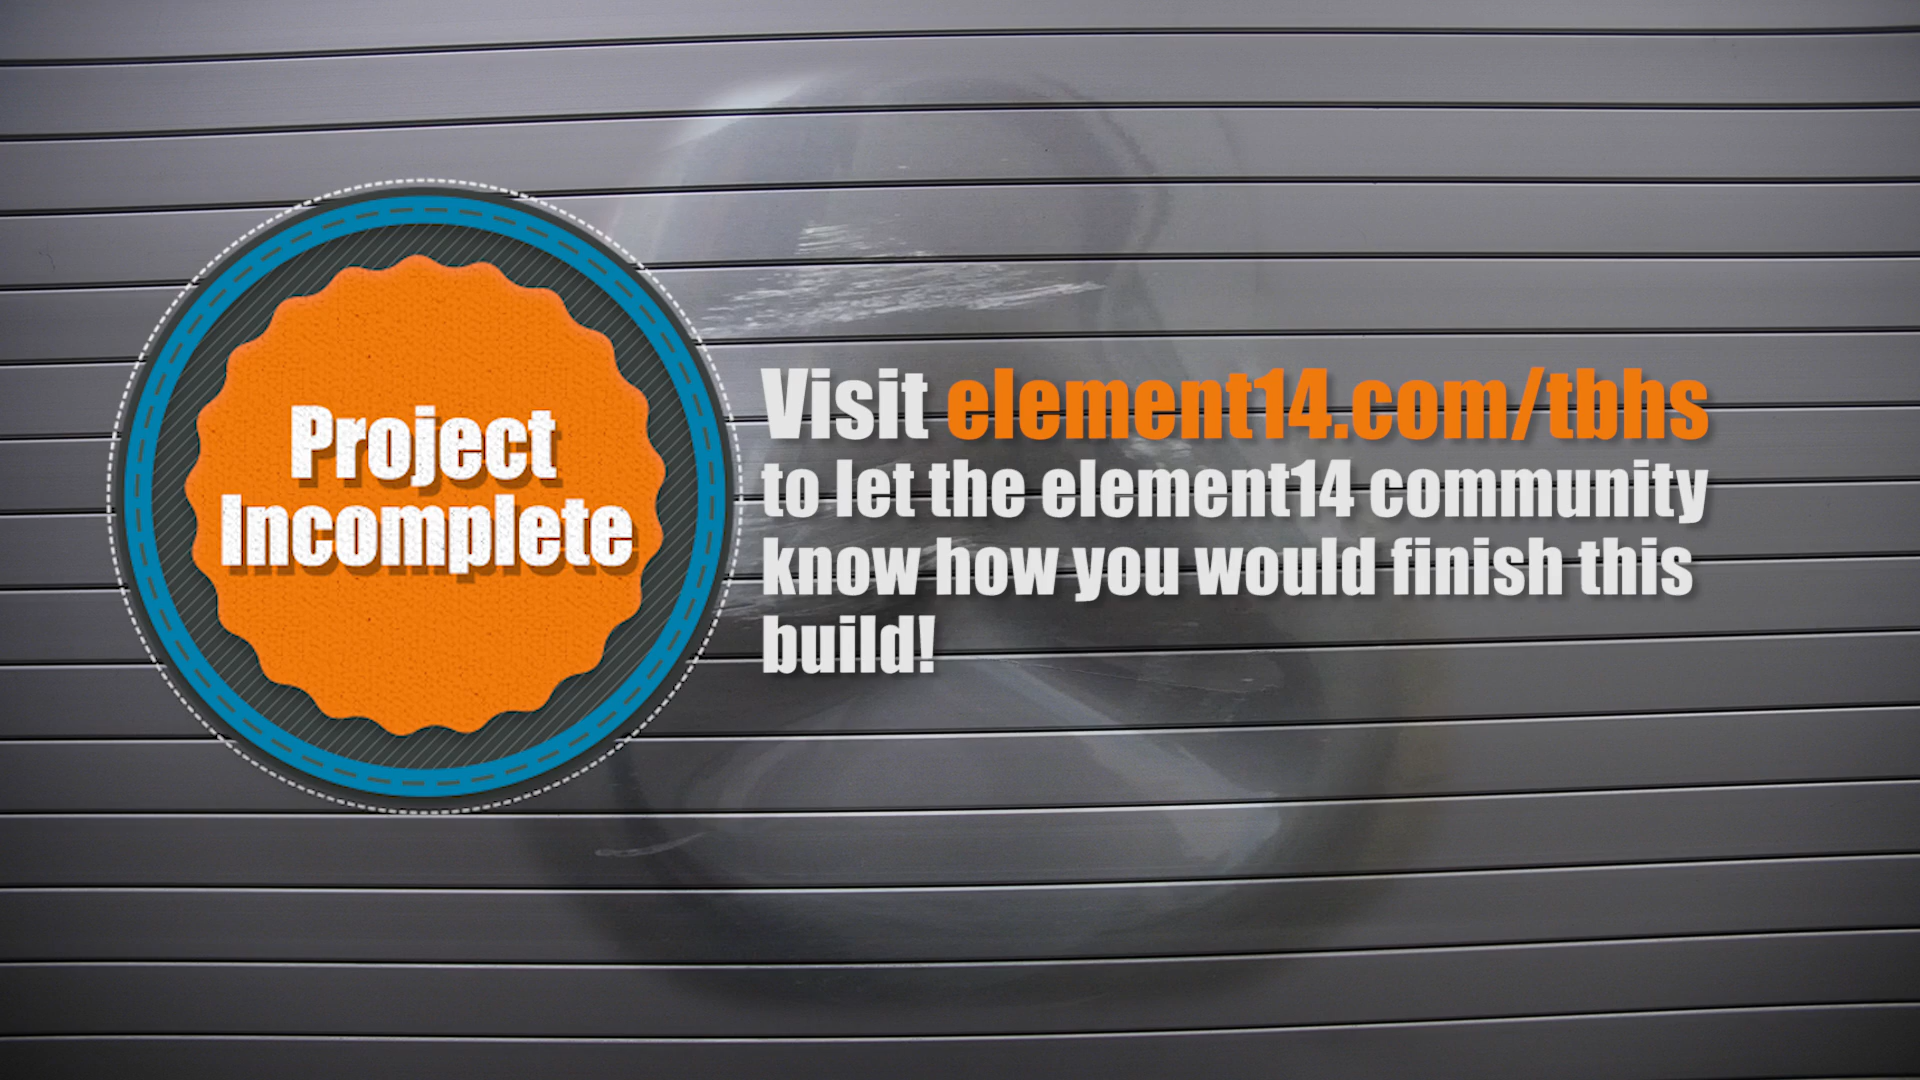 Project
Incomplete
Visit element14.com/tbhs
to let the element14 community
know how you would finish this
build!